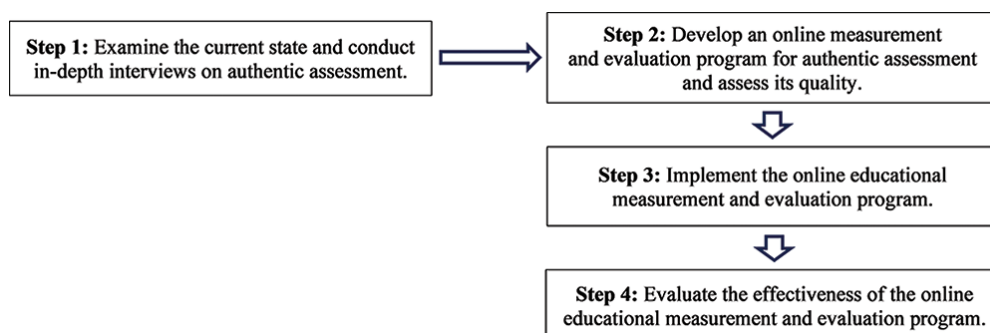 Step 1: Examine the current state and conduct
in-depth interviews on authentic assessment.
Step 2: Develop an online measurement
and evaluation program for authentic assessment
and assess its quality.
Step 3: Implement the online educational
measurement and evaluation program.
Step 4: Evaluate the effectiveness of the online
educational measurement and evaluation program.